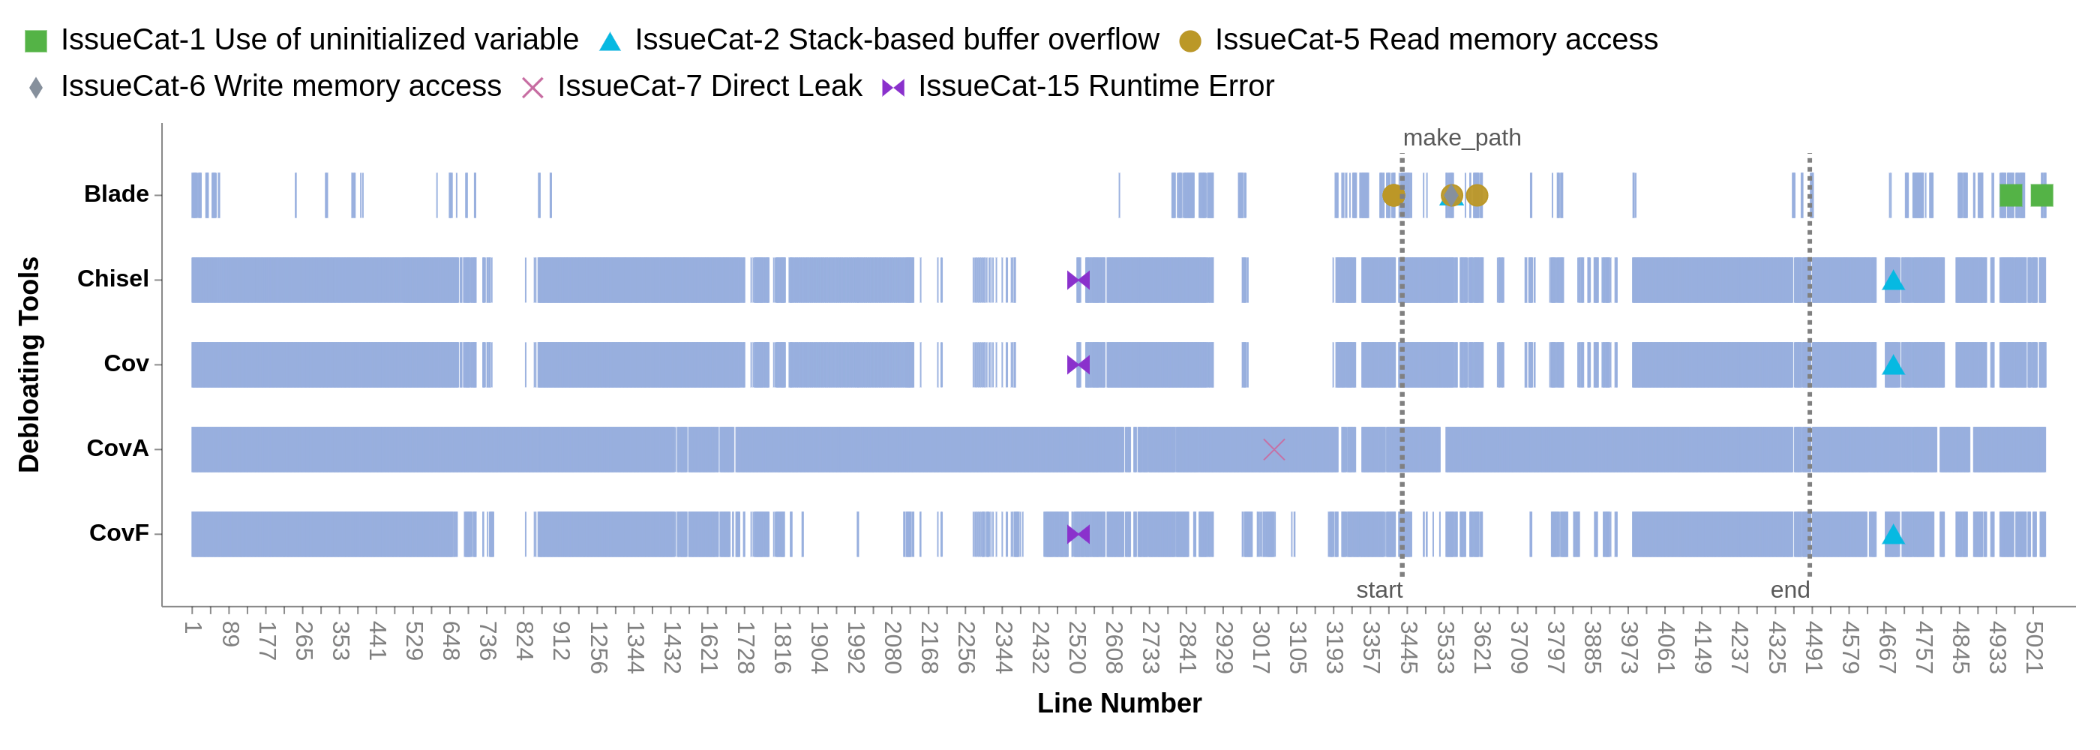 IssueCat-1 Use of uninitialized variable IssueCat-2 Stack-based buffer overflow IssueCat-5 Read memory access
IssueCat-6 Write memory access IssueCat-7 Direct Leak IssueCat-15 Runtime Error
make_path
Debloating Tools
Blade
Chisel
Cov
CovA
CovF
start end
1 89 177 265 353 441 529 648 736 824 912 1256 1344 1432 1621 1728 1816 1904 1992 2080 2168 2256 2344 2432 2520 2608 2733 2841 2929 3017 3105 3193 3357 3445 3533 3621 3709 3797 3885 3973 4061 4149 4237 4325 4491 4579 4667 4757 4845 4933 5021
Line Number